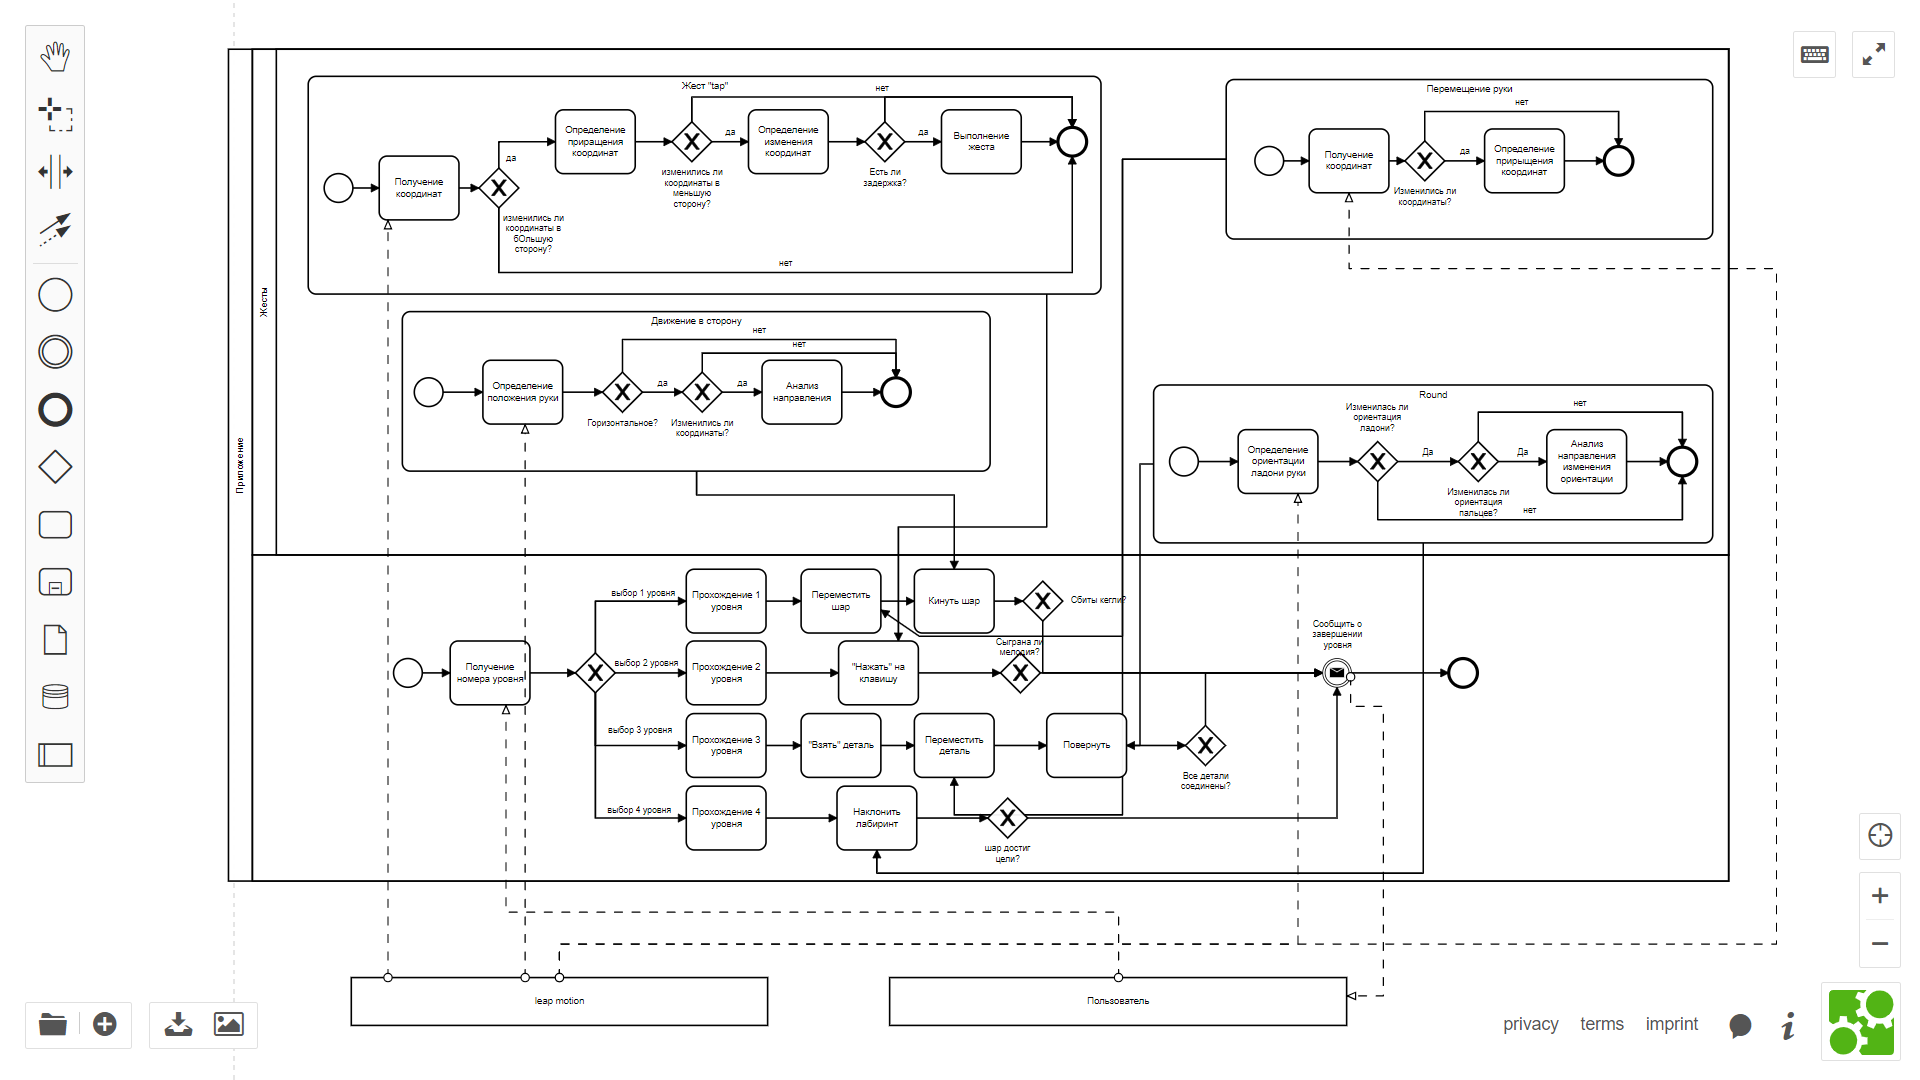 Жест "tap"
нет
Определение
приращения
координат
да
Определение
изменения
координат
да
Выполнение
жеста
да
Получение
координат
изменились ли
координаты в
меньшую
сторону?
Есть ли
задержка?
изменились ли
координаты в
бОльшую
сторону?
нет
Перемещение руки
нет
Получение
координат
да
Определение
прирыщения
координат
Изменились ли
координаты?
Жесты
Движение в сторону
нет
нет
Определение
положения руки
да
да
Анализ
направления
Горизонтальное?
Изменились ли
координаты?
Round
Изменилась ли
ориентация
ладони?
нет
Определение
ориентации
ладони руки
Да
Да
Анализ
направления
изменения
ориентации
Изменилась ли
ориентация
пальцев?
нет
Приложение
выбор 1 уровня
Прохождение 1
уровня
Переместить
шар
Кинуть шар
Сбиты кегли?
Получение
номера уровня
выбор 2 уровня
Прохождение 2
уровня
"Нажать" на
клавишу
Сыграна ли
мелодия?
Сообщить о
завершении
уровня
выбор 3 уровня
Прохождение 3
уровня
"Взять" деталь
Переместить
деталь
Повернуть
Все детали
соединены?
выбор 4 уровня
Прохождение 4
уровня
Наклонить
лабиринт
шар достиг
цели?
leap motion
Пользователь
privacy terms imprint